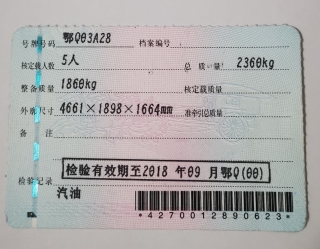 号牌号码 鄂Q03A28 档案编号
核定载人数 5人 总质量 2360kg
整备质量 1860kg 核定载质量
外廓尺寸 4661×1898×1664mm 准牵引总质量
备注
检验有效期至2018年09月鄂Q(00)
检验记录
汽油
*4270012890623*